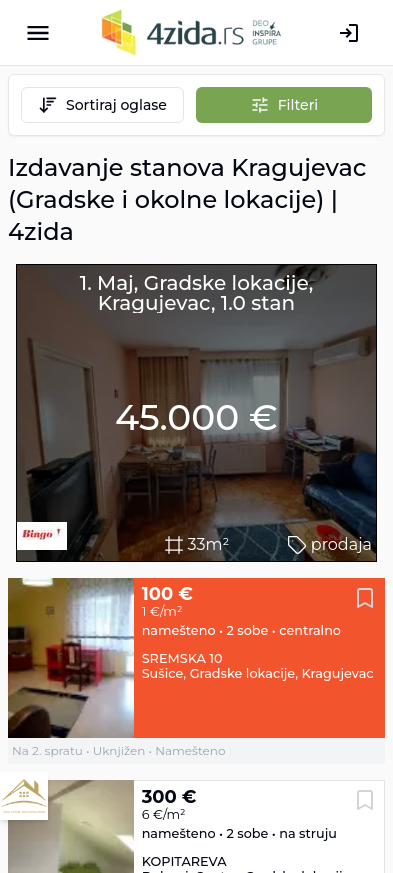 4zida.rs
DEO
INSPIRA
GRUPE
Sortiraj oglase
Filteri
Izdavanje stanova Kragujevac
(Gradske i okolne lokacije) |
4zida
1. Maj, Gradske lokacije,
Kragujevac, 1.0 stan
45.000 €
Bingo
33m²
prodaja
100 €
1 €/m²
namešteno • 2 sobe • centralno
SREMSKA 10
Sušice, Gradske lokacije, Kragujevac
Na 2. spratu • Uknjižen • Namešteno
300 €
6 €/m²
namešteno • 2 sobe • na struju
KOPITAREVA